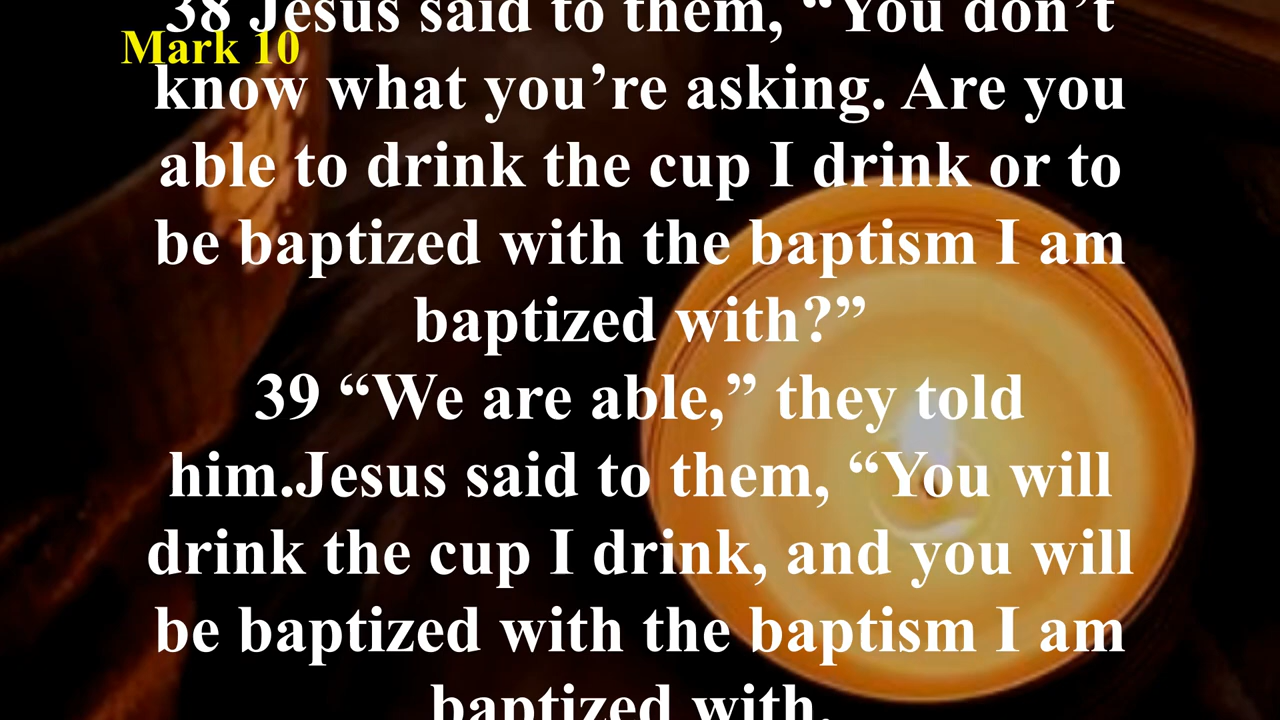 38 Jesus said to them, “You don’t
Mark 10
know what you’re asking. Are you
able to drink the cup I drink or to
be baptized with the baptism I am
baptized with?”
39 “We are able,” they told
him.Jesus said to them, “You will
drink the cup I drink, and you will
be baptized with the baptism I am
baptized with.